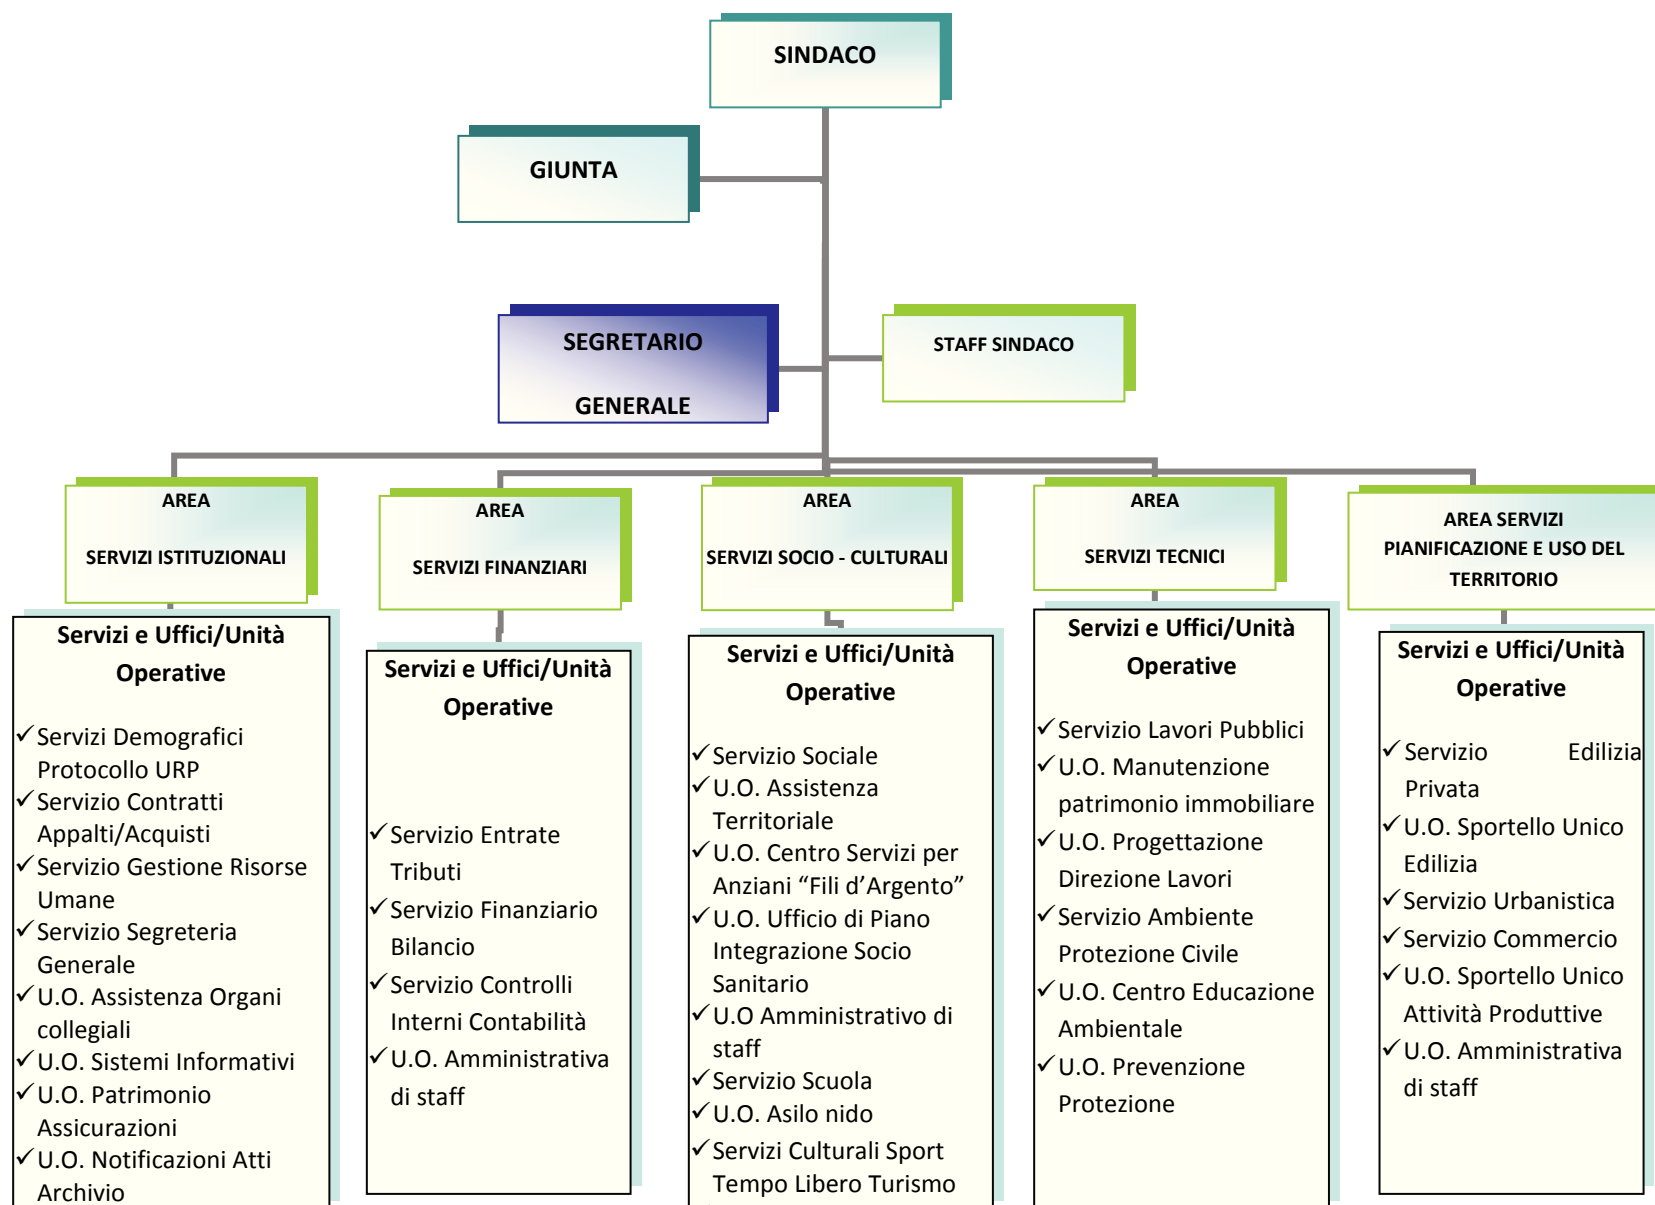 SINDACO
GIUNTA
SEGRETARIO
GENERALE
STAFF SINDACO
AREA
SERVIZI ISTITUZIONALI
AREA
SERVIZI FINANZIARI
AREA
SERVIZI SOCIO - CULTURALI
AREA
SERVIZI TECNICI
AREA SERVIZI
PIANIFICAZIONE E USO DEL
TERRITORIO
Servizi e Uffici/Unità
Operative
✓Servizi Demografici
Protocollo URP
✓Servizio Contratti
Appalti/Acquisti
✓Servizio Gestione Risorse
Umane
✓Servizio Segreteria
Generale
✓U.O. Assistenza Organi
collegiali
✓U.O. Sistemi Informativi
✓U.O. Patrimonio
Assicurazioni
✓U.O. Notificazioni Atti
Archivio
Servizi e Uffici/Unità
Operative
✓Servizio Entrate
Tributi
✓Servizio Finanziario
Bilancio
✓Servizio Controlli
Interni Contabilità
✓U.O. Amministrativa
di staff
Servizi e Uffici/Unità
Operative
✓Servizio Sociale
✓U.O. Assistenza
Territoriale
✓U.O. Centro Servizi per
Anziani “Fili d’Argento”
✓U.O. Ufficio di Piano
Integrazione Socio
Sanitario
✓U.O Amministrativo di
staff
✓Servizio Scuola
✓U.O. Asilo nido
✓Servizi Culturali Sport
Tempo Libero Turismo
Servizi e Uffici/Unità
Operative
✓Servizio Lavori Pubblici
✓U.O. Manutenzione
patrimonio immobiliare
✓U.O. Progettazione
Direzione Lavori
✓Servizio Ambiente
Protezione Civile
✓U.O. Centro Educazione
Ambientale
✓U.O. Prevenzione
Protezione
Servizi e Uffici/Unità
Operative
✓Servizio Edilizia
Privata
✓U.O. Sportello Unico
Edilizia
✓Servizio Urbanistica
✓Servizio Commercio
✓U.O. Sportello Unico
Attività Produttive
✓U.O. Amministrativa
di staff